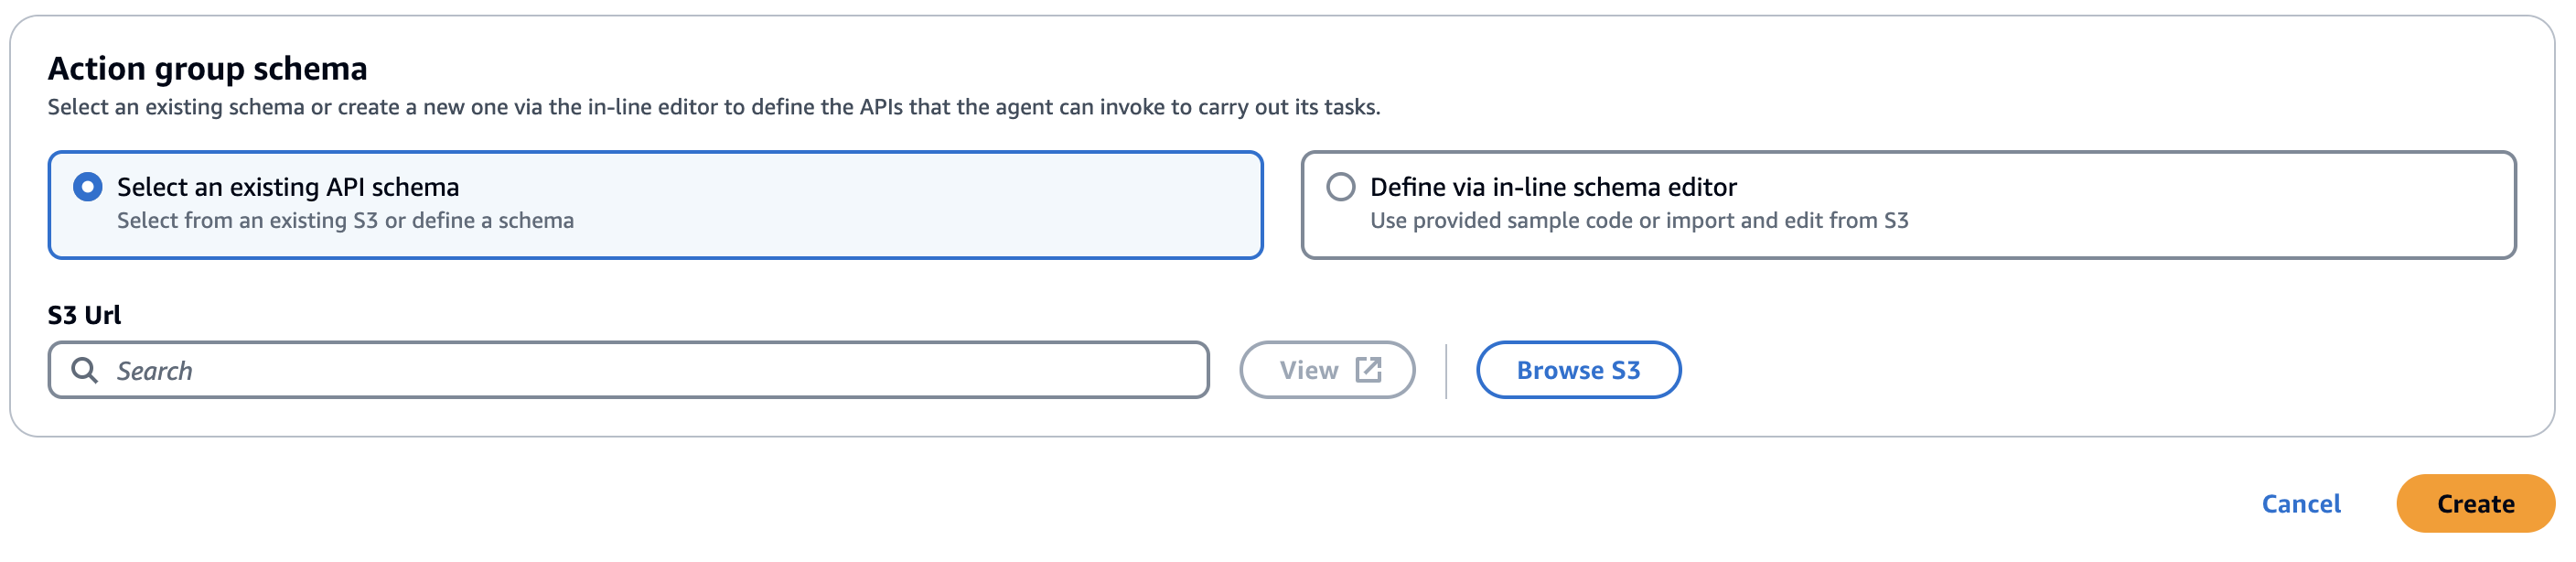 Action group schema
Select an existing schema or create a new one via the in-line editor to define the APIs that the agent can invoke to carry out its tasks.
Select an existing API schema
Select from an existing S3 or define a schema
Define via in-line schema editor
Use provided sample code or import and edit from S3
S3 Url
Search
View
Browse S3
Cancel
Create